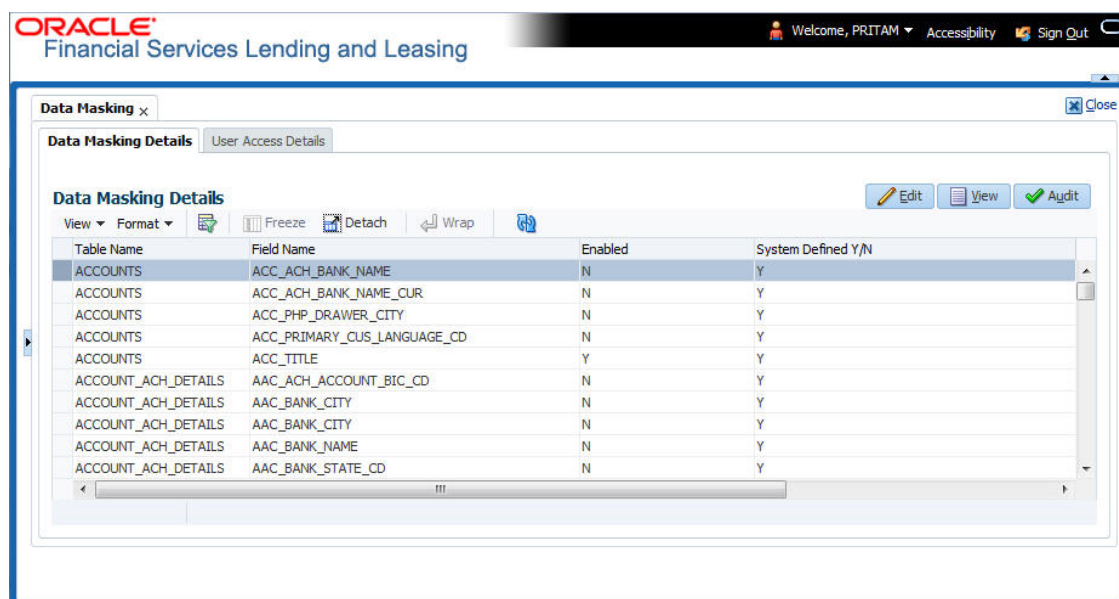 ORACLE
Financial Services Lending and Leasing
Welcome, PRITAM Accessibility Sign Out
Data Masking Close
Data Masking Details User Access Details
Data Masking Details Edit View Audit
View Format Freeze Detach Wrap
Table Name Field Name Enabled System Defined Y/N
ACCOUNTS ACC_ACH_BANK_NAME N Y
ACCOUNTS ACC_ACH_BANK_NAME_CUR N Y
ACCOUNTS ACC_PHP_DRAWER_CITY N Y
ACCOUNTS ACC_PRIMARY_CUS_LANGUAGE_CD N Y
ACCOUNTS ACC_TITLE Y Y
ACCOUNT_ACH_DETAILS AAC_ACH_ACCOUNT_BIC_CD N Y
ACCOUNT_ACH_DETAILS AAC_BANK_CITY N Y
ACCOUNT_ACH_DETAILS AAC_BANK_CITY N Y
ACCOUNT_ACH_DETAILS AAC_BANK_NAME N Y
ACCOUNT_ACH_DETAILS AAC_BANK_STATE_CD N Y